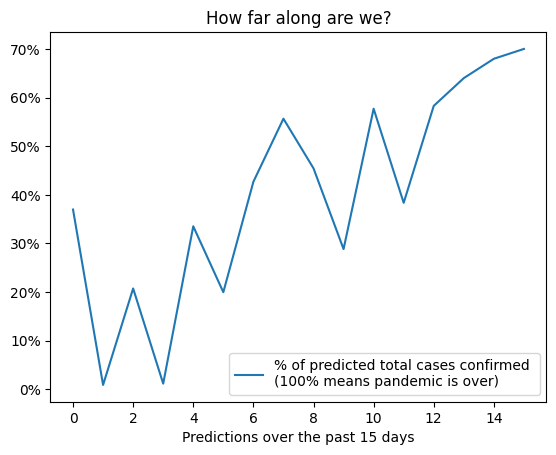 How far along are we?
70%
60%
50%
40%
30%
20%
10%
0%
% of predicted total cases confirmed
(100% means pandemic is over)
0 2 4 6 8 10 12 14
Predictions over the past 15 days